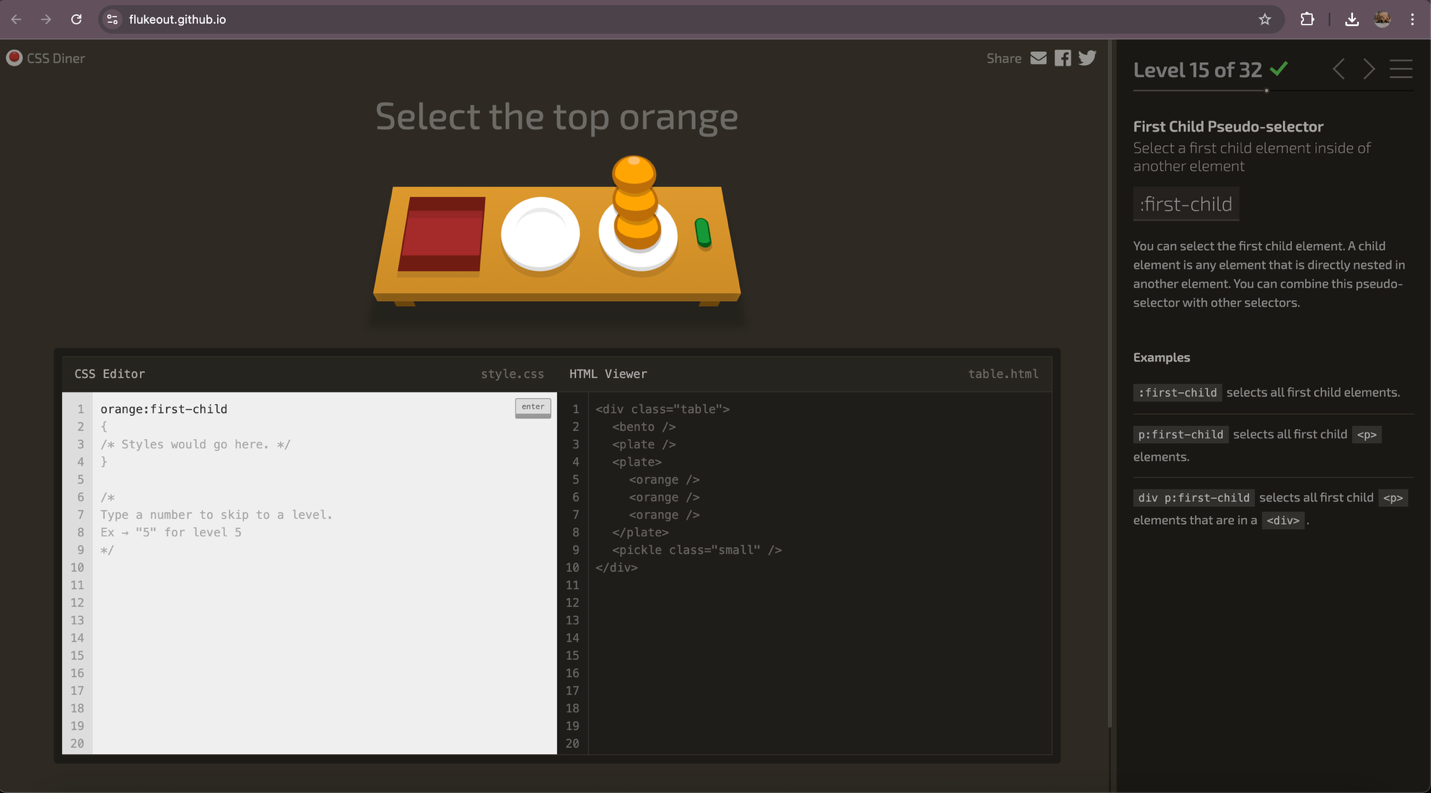 flukeout.github.io
CSS Diner
Share
Select the top orange
CSS Editor
style.css
1 orange:first-child
2 {
3 /* Styles would go here. */
4 }
5
6 /*
7 Type a number to skip to a level.
8 Ex → "5" for level 5
9 */
10
11
12
13
14
15
16
17
18
19
20
enter
HTML Viewer
table.html
1 <div class="table">
2 <bento />
3 <plate />
4 <plate>
5 <orange />
6 <orange />
7 <orange />
8 </plate>
9 <pickle class="small" />
10 </div>
11
12
13
14
15
16
17
18
19
20
Level 15 of 32
First Child Pseudo-selector
Select a first child element inside of
another element
:first-child
You can select the first child element. A child
element is any element that is directly nested in
another element. You can combine this pseudo-
selector with other selectors.
Examples
:first-child selects all first child elements.
p:first-child selects all first child <p>
elements.
div p:first-child selects all first child <p>
elements that are in a <div> .